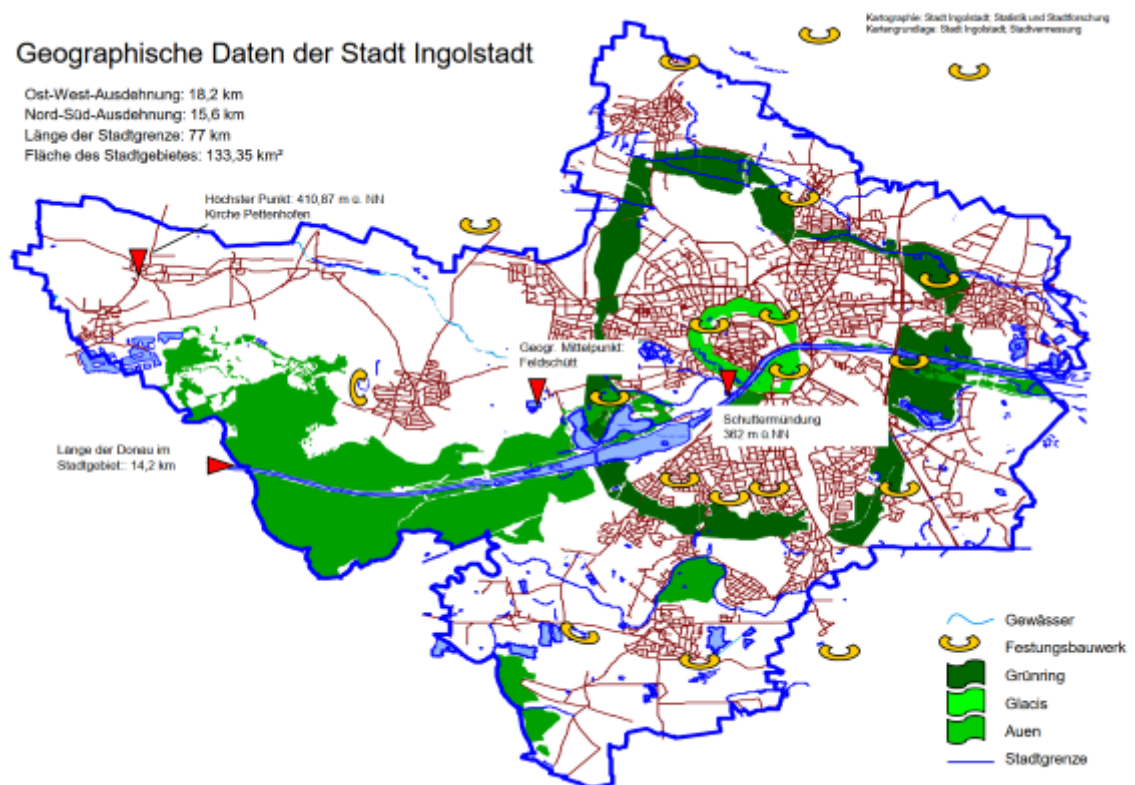 Kartographie: Stadt Ingolstadt; Statistik und Stadtforschung
Kartengrundlage: Stadt Ingolstadt; Stadtvermessung
Geographische Daten der Stadt Ingolstadt
Ost-West-Ausdehnung: 18,2 km
Nord-Süd-Ausdehnung: 15,6 km
Länge der Stadtgrenze: 77 km
Fläche des Stadtgebietes: 133,35 km²
Höchster Punkt: 410,87 m ü. NN
Kirche Pettenhofen
Geogr. Mittelpunkt:
Feldschütt
Schuttermündung
362 m ü.NN
Länge der Donau im
Stadtgebiet:: 14,2 km
Gewässer
Festungsbauwerk
Grünring
Glacis
Auen
Stadtgrenze